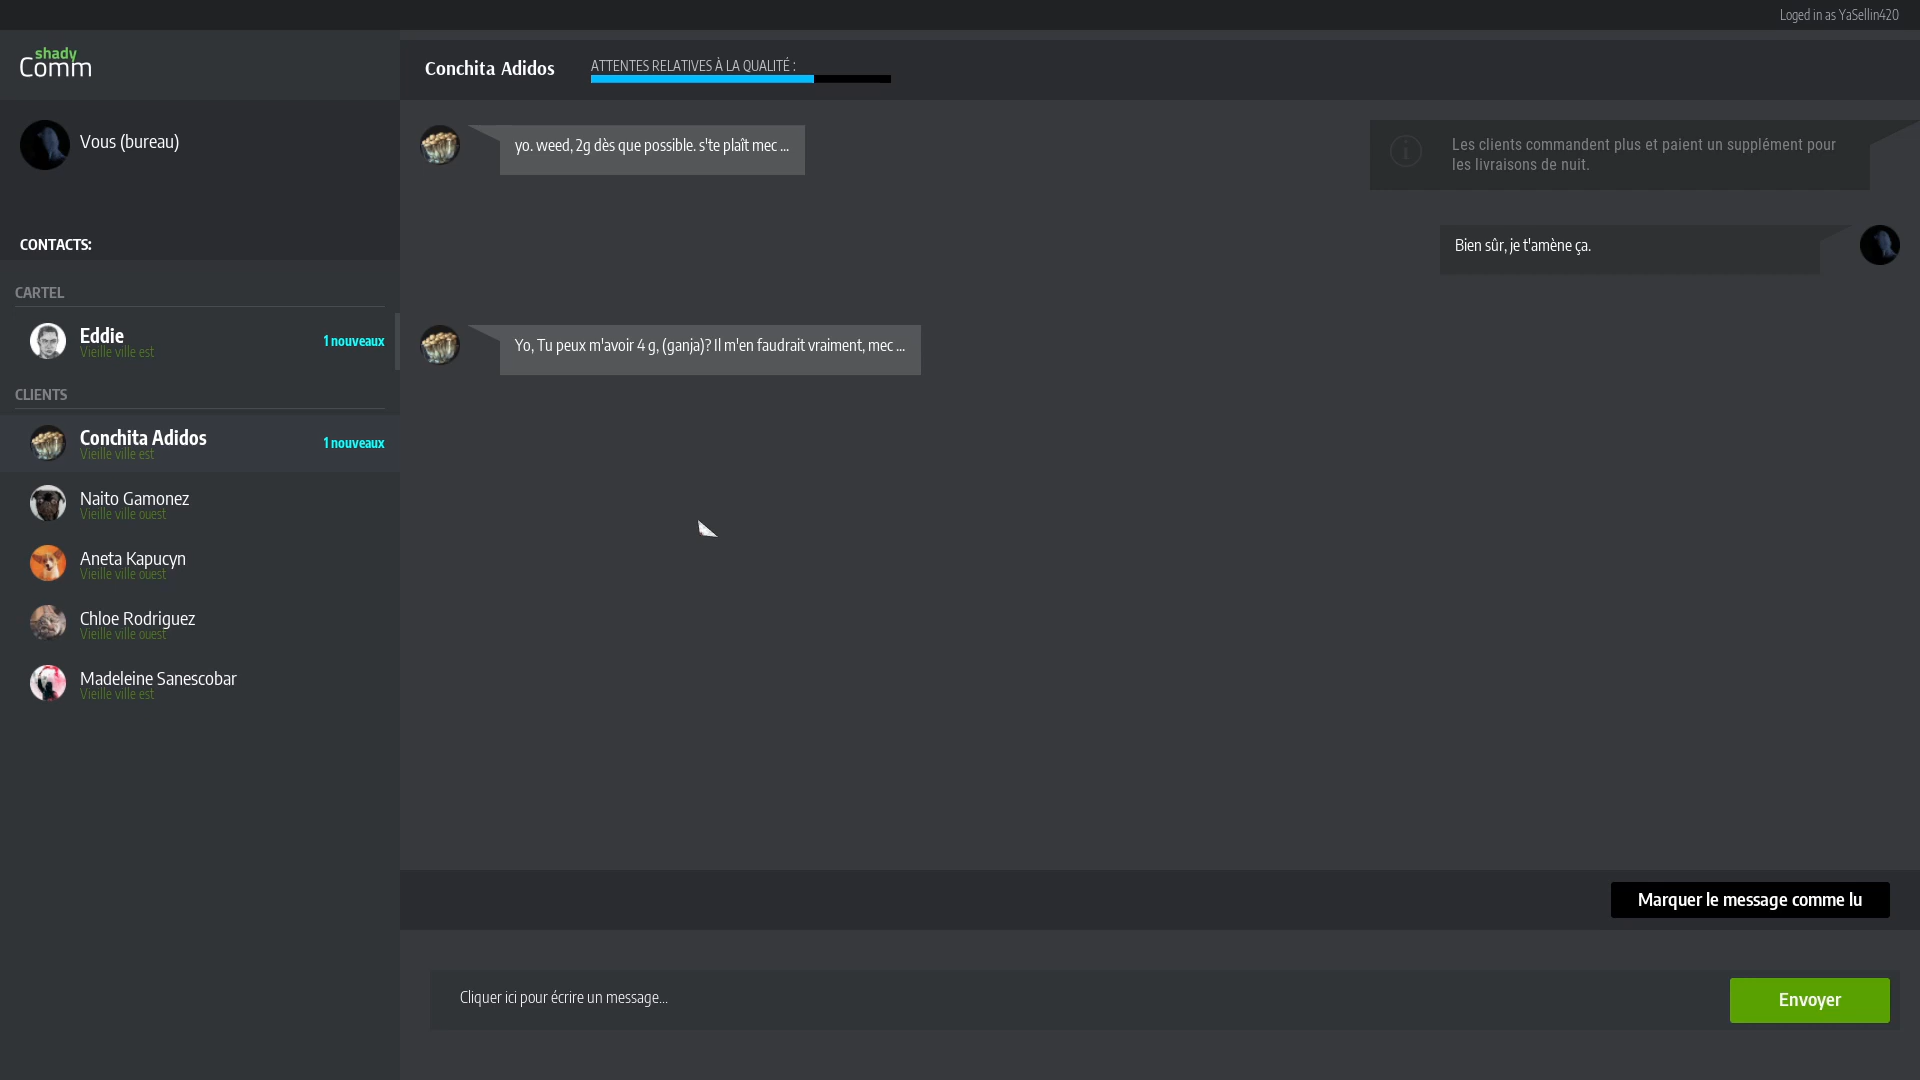 Loged in as YaSellin420
shady
Comm
Vous (bureau)
CONTACTS:
CARTEL
Eddie
Vieille ville est
1 nouveaux
CLIENTS
Conchita Adidos
Vieille ville est
1 nouveaux
Naito Gamonez
Vieille ville ouest
Aneta Kapucyn
Vieille ville ouest
Chloe Rodriguez
Vieille ville ouest
Madeleine Sanescobar
Vieille ville est
Conchita Adidos
ATTENTES RELATIVES À LA QUALITÉ :
yo. weed, 2g dès que possible. s'te plaît mec ...
Les clients commandent plus et paient un supplément pour
les livraisons de nuit.
Bien sûr, je t'amène ça.
Yo, Tu peux m'avoir 4 g, (ganja)? Il m'en faudrait vraiment, mec ...
Marquer le message comme lu
Cliquer ici pour écrire un message...
Envoyer